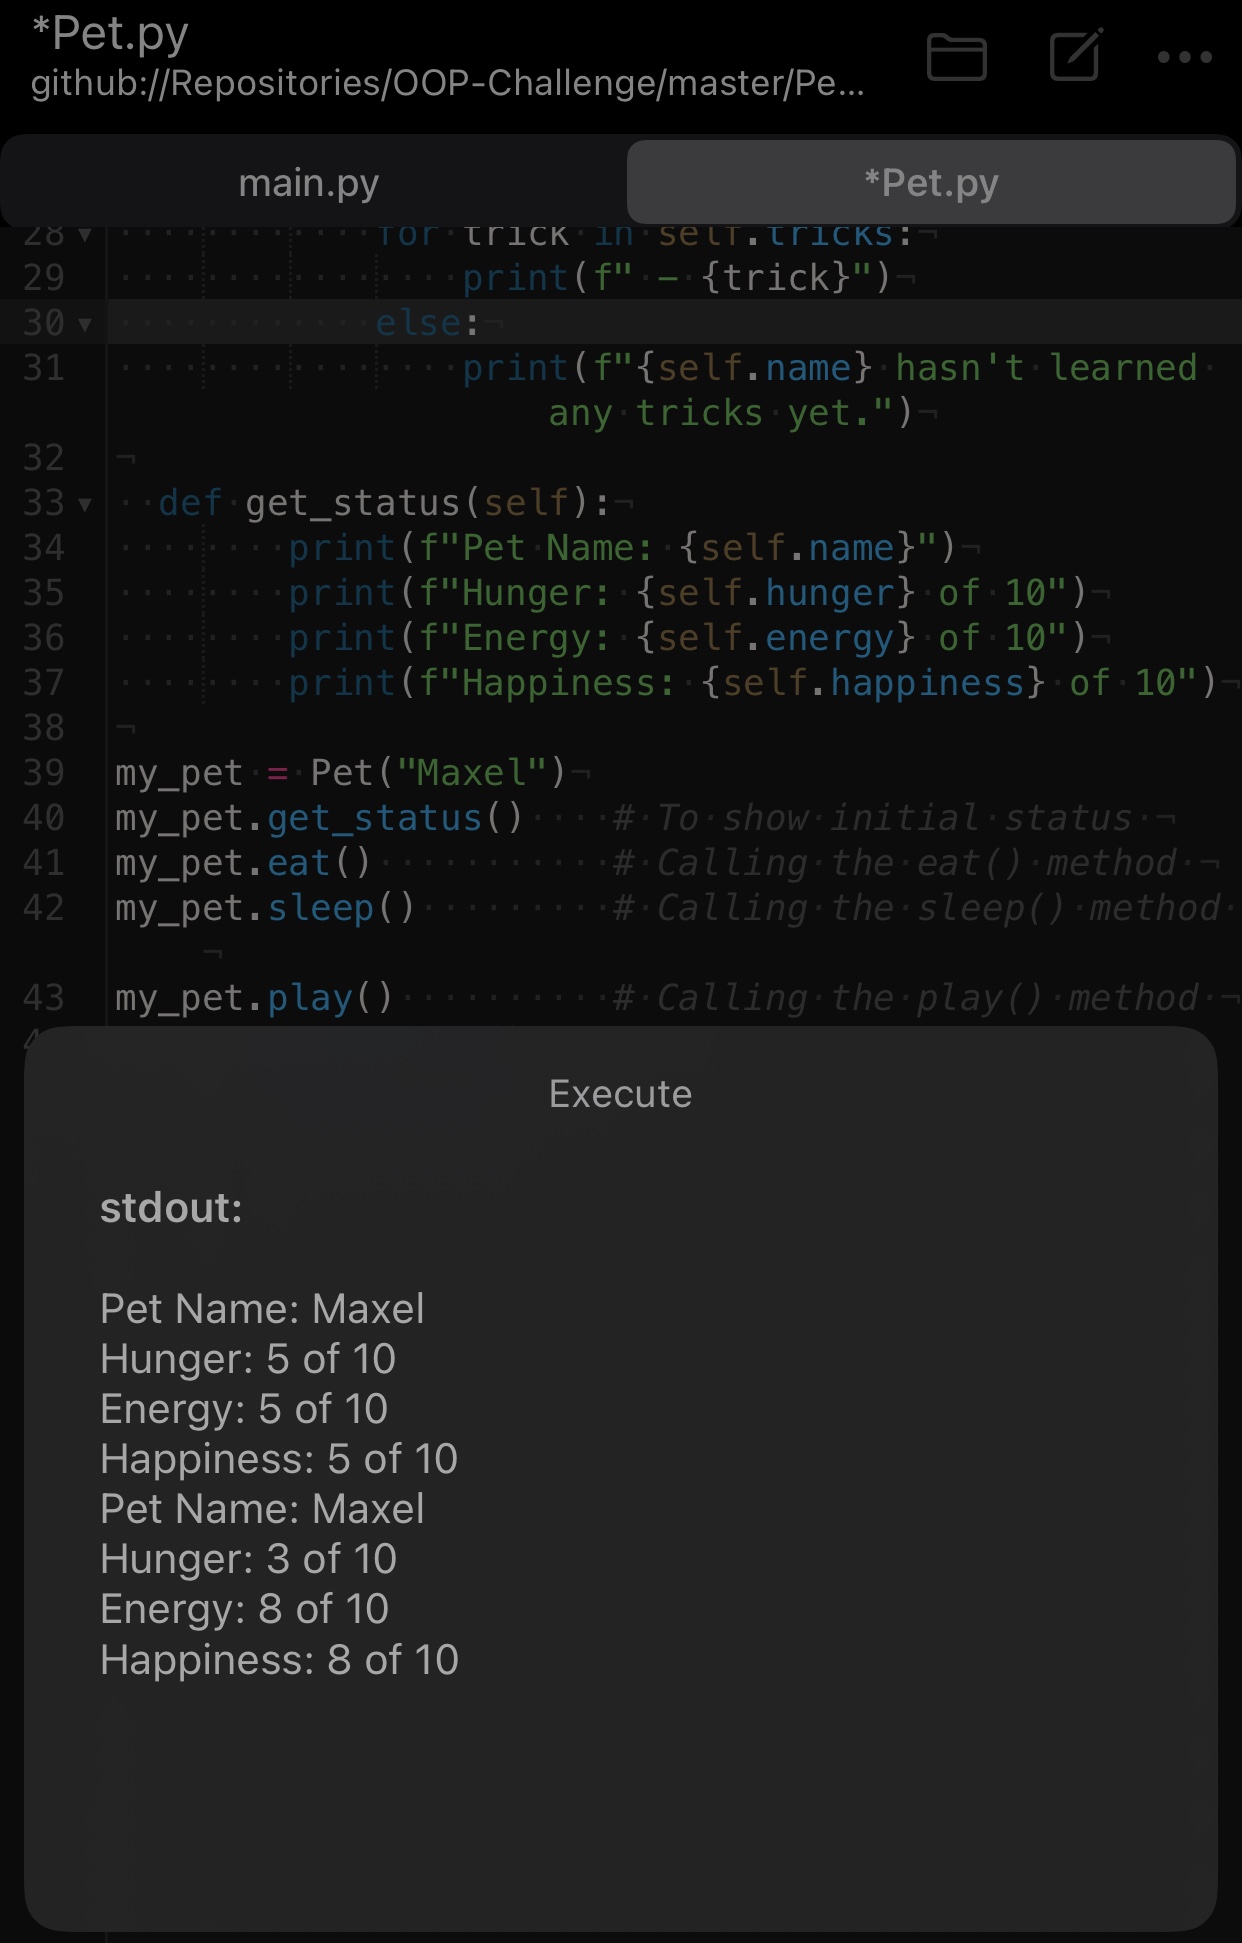 *Pet.py
github://Repositories/OOP-Challenge/master/Pe...
main.py
*Pet.py
28 for trick in self.tricks:
29 print(f" - {trick}")
30 else:
31 print(f"{self.name} hasn't learned
any tricks yet.")
32
33 def get_status(self):
34 print(f"Pet Name: {self.name}")
35 print(f"Hunger: {self.hunger} of 10")
36 print(f"Energy: {self.energy} of 10")
37 print(f"Happiness: {self.happiness} of 10")
38
39 my_pet = Pet("Maxel")
40 my_pet.get_status() # To show initial status
41 my_pet.eat() # Calling the eat() method
42 my_pet.sleep() # Calling the sleep() method
43 my_pet.play() # Calling the play() method
Execute
stdout:
Pet Name: Maxel
Hunger: 5 of 10
Energy: 5 of 10
Happiness: 5 of 10
Pet Name: Maxel
Hunger: 3 of 10
Energy: 8 of 10
Happiness: 8 of 10